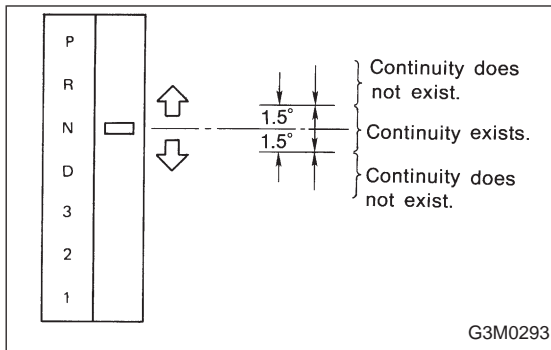 P
R
N
D
3
2
1
1.5°
1.5°
Continuity does
not exist.
Continuity exists.
Continuity does
not exist.
G3M0293